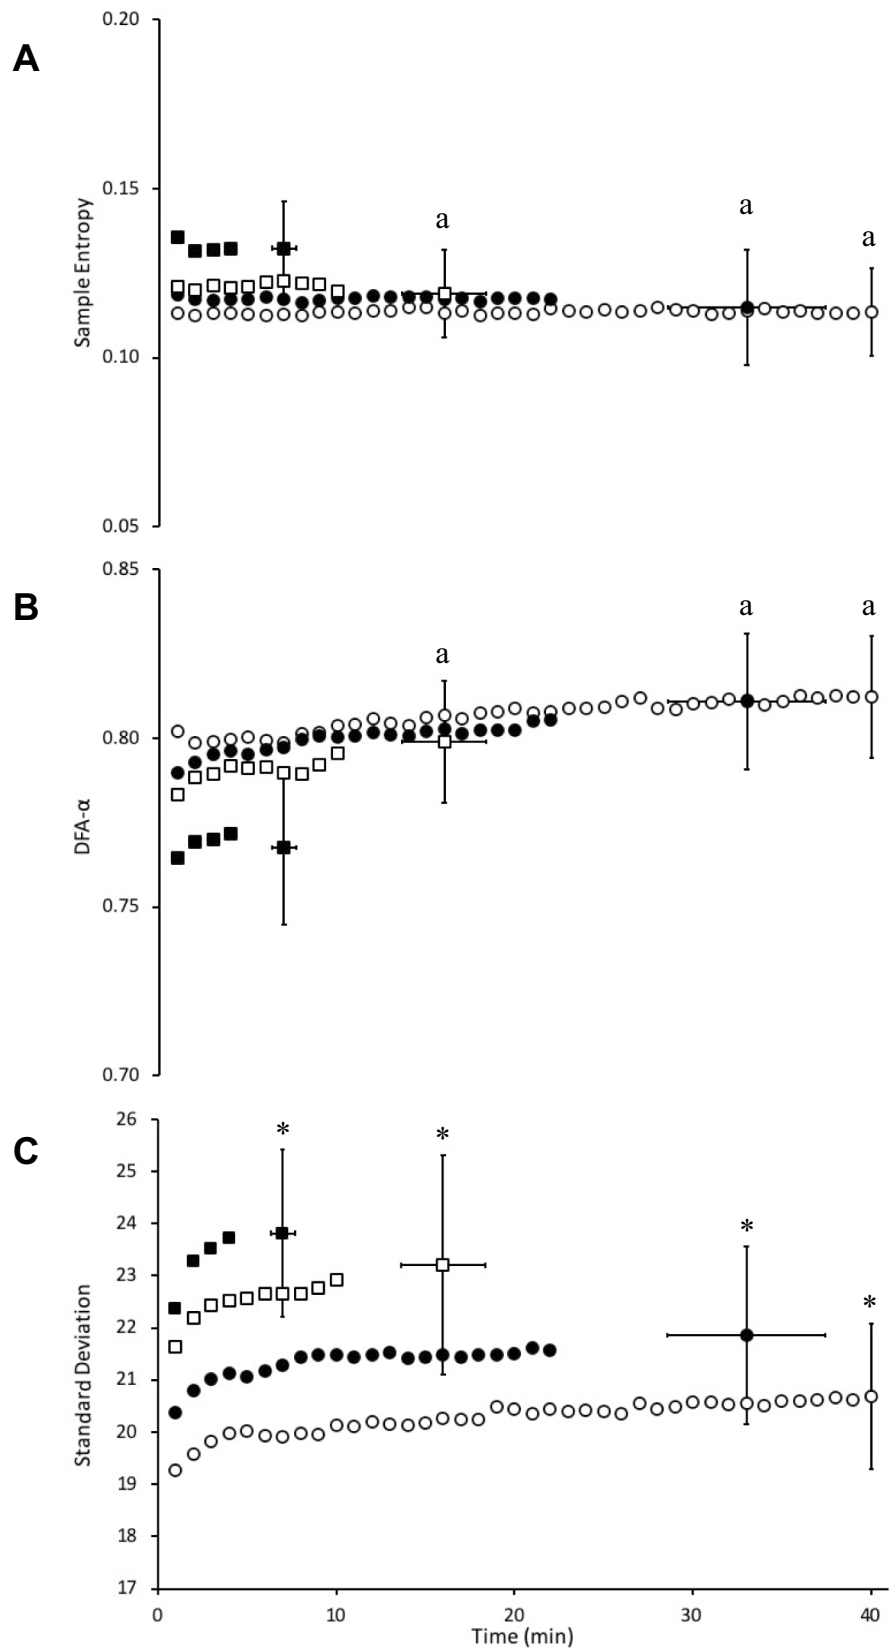 A
0.20
0.15
0.10
0.05
Sample Entropy
a
a
a
B
0.85
0.80
0.75
0.70
DFA-α
a
a
a
C
26
25
24
23
22
21
20
19
18
17
Standard Deviation
*
*
*
*
0
10
20
30
40
Time (min)